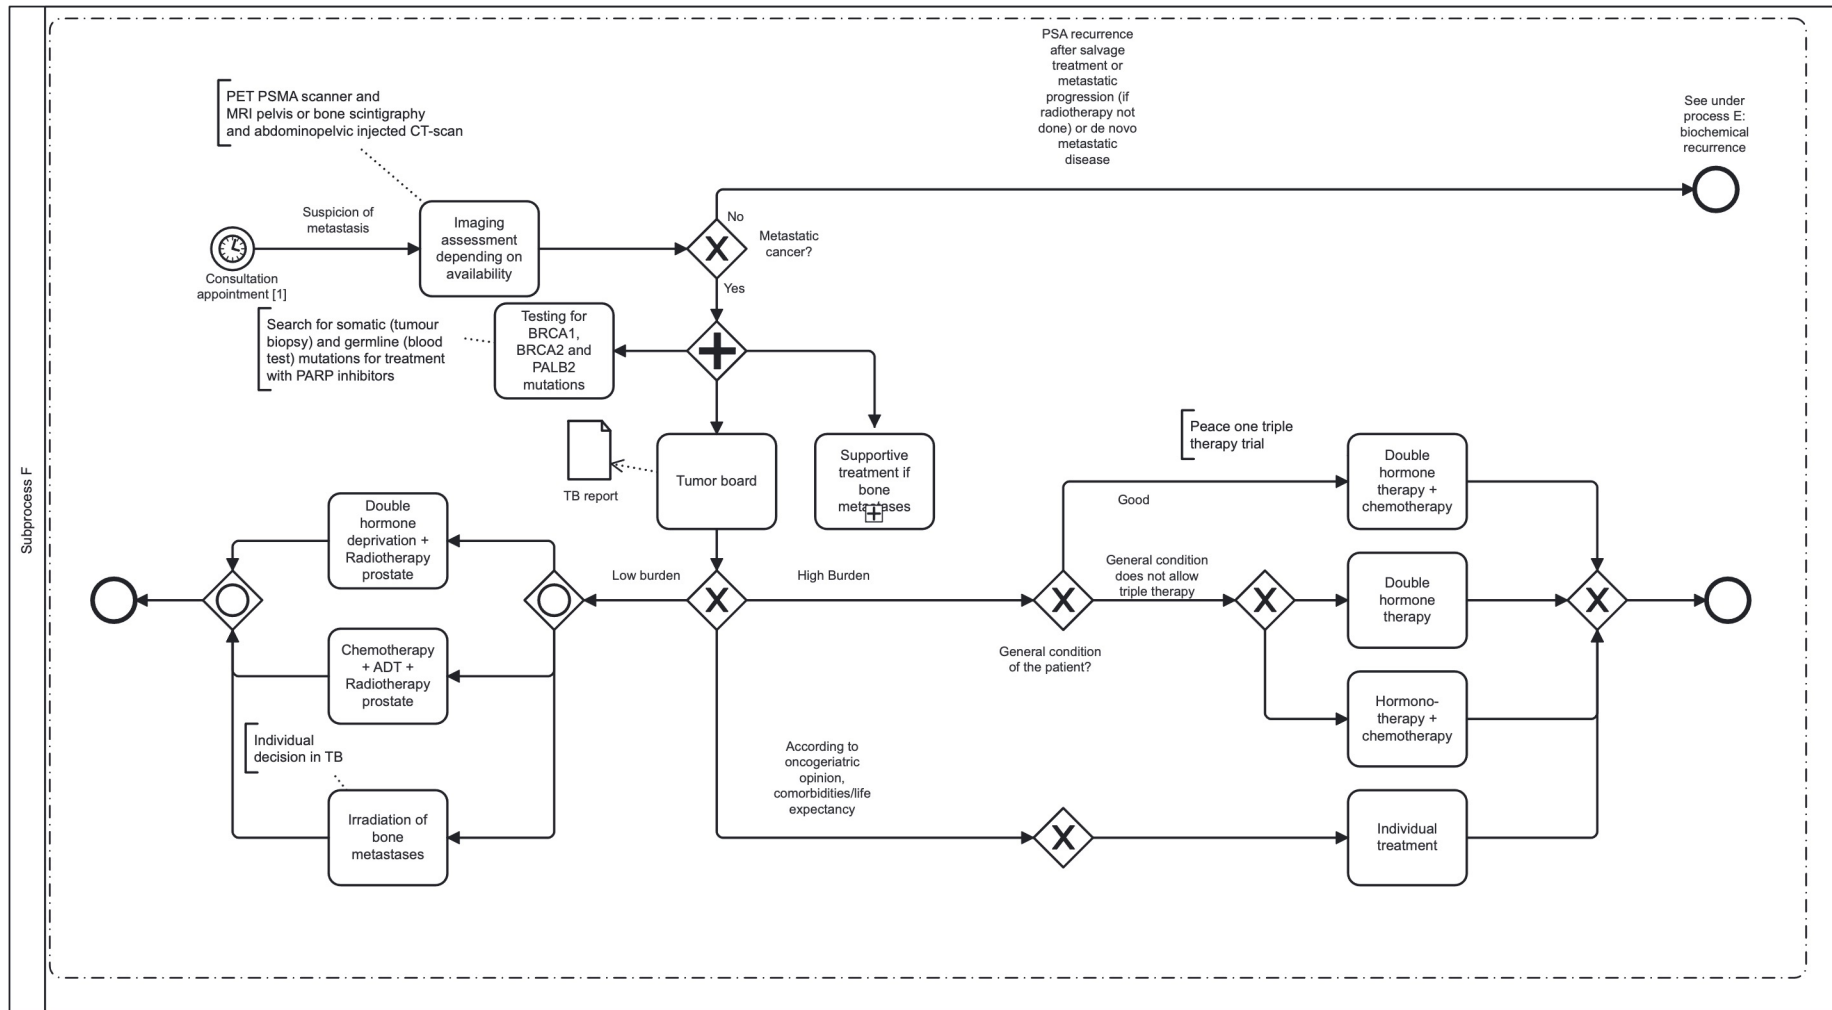 PSA recurrence
after salvage
treatment or
metastatic
progression (if
radiotherapy not
done) or de novo
metastatic
disease
PET PSMA scanner and
MRI pelvis or bone scintigraphy
and abdominopelvic injected CT-scan
See under
process E:
biochemical
recurrence
Suspicion of
metastasis
Imaging
assessment
depending on
availability
No
Metastatic
cancer?
Consultation
appointment [1]
Yes
Search for somatic (tumour
biopsy) and germline (blood
test) mutations for treatment
with PARP inhibitors
Testing for
BRCA1,
BRCA2 and
PALB2
mutations
Subprocess F
TB report
Tumor board
Supportive
treatment if
bone
metastases
Peace one triple
therapy trial
Good
Double
hormone
therapy +
chemotherapy
Double
hormone
deprivation +
Radiotherapy
prostate
Low burden
High Burden
General condition
does not allow
triple therapy
Double
hormone
therapy
General condition
of the patient?
Chemotherapy
+ ADT +
Radiotherapy
prostate
Hormono-
therapy +
chemotherapy
Individual
decision in TB
According to
oncogeriatric
opinion,
comorbidities/life
expectancy
Irradiation of
bone
metastases
Individual
treatment